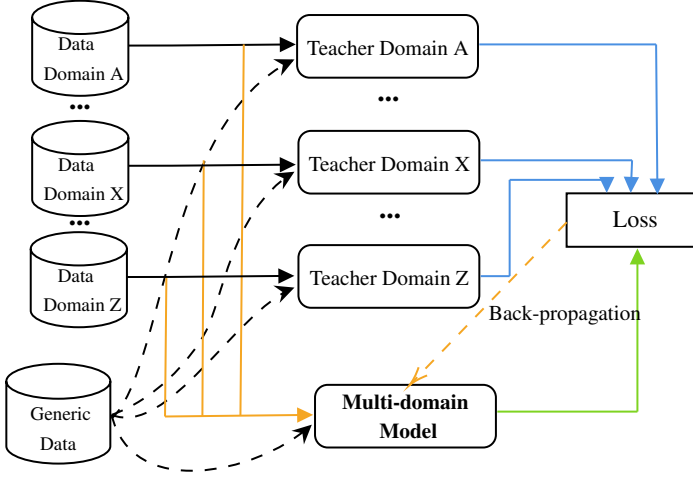 Data
Domain A
Teacher Domain A
...
...
Data
Domain X
Teacher Domain X
...
...
Data
Domain Z
Teacher Domain Z
Loss
Back-propagation
Generic
Data
Multi-domain
Model